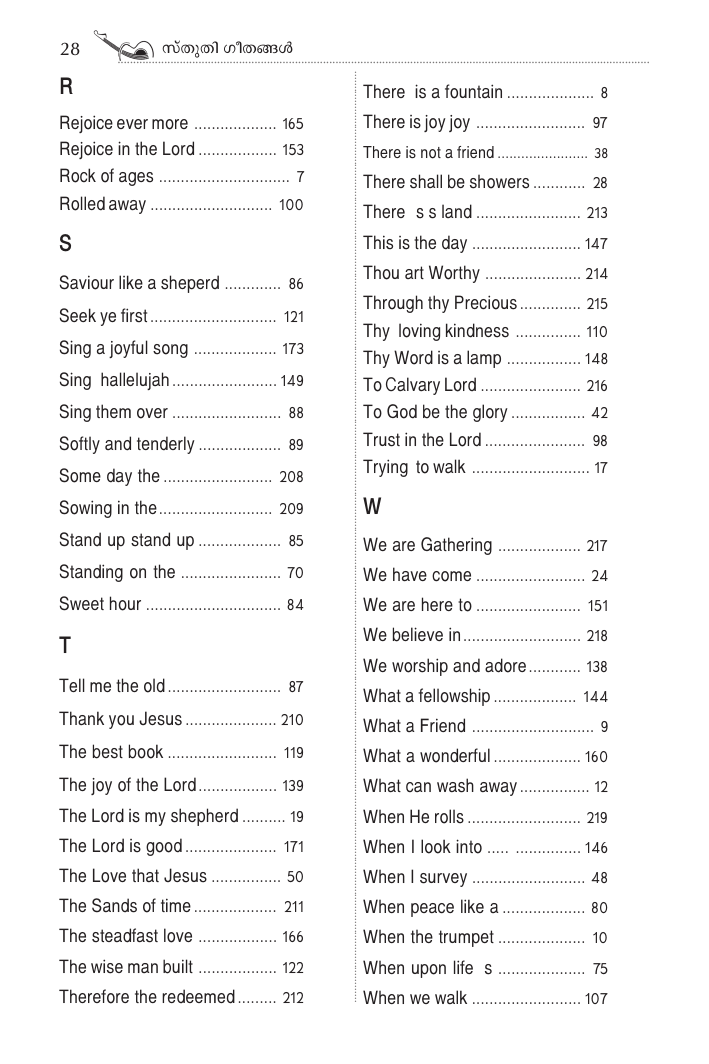 28 സ്തുതി ഗീതങ്ങൾ
R
Rejoice ever more ................... 165
Rejoice in the Lord .................. 153
Rock of ages .............................. 7
Rolled away ............................ 100
S
Saviour like a sheperd ............. 86
Seek ye first ............................. 121
Sing a joyful song ................... 173
Sing hallelujah ........................ 149
Sing them over ......................... 88
Softly and tenderly ................... 89
Some day the ......................... 208
Sowing in the .......................... 209
Stand up stand up ................... 85
Standing on the ....................... 70
Sweet hour ............................... 84
T
Tell me the old .......................... 87
Thank you Jesus ..................... 210
The best book ......................... 119
The joy of the Lord .................. 139
The Lord is my shepherd .......... 19
The Lord is good ..................... 171
The Love that Jesus ................ 50
The Sands of time ................... 211
The steadfast love .................. 166
The wise man built .................. 122
Therefore the redeemed ......... 212
There is a fountain .................... 8
There is joy joy ......................... 97
There is not a friend ....................... 38
There shall be showers ............ 28
There s s land ........................ 213
This is the day ......................... 147
Thou art Worthy ...................... 214
Through thy Precious .............. 215
Thy loving kindness ............... 110
Thy Word is a lamp ................. 148
To Calvary Lord ....................... 216
To God be the glory ................. 42
Trust in the Lord ....................... 98
Trying to walk ........................... 17
W
We are Gathering ................... 217
We have come ......................... 24
We are here to ........................ 151
We believe in ........................... 218
We worship and adore ............ 138
What a fellowship ................... 144
What a Friend ............................ 9
What a wonderful .................... 160
What can wash away ................ 12
When He rolls .......................... 219
When I look into ..... ............... 146
When I survey .......................... 48
When peace like a ................... 80
When the trumpet .................... 10
When upon life s .................... 75
When we walk ......................... 107